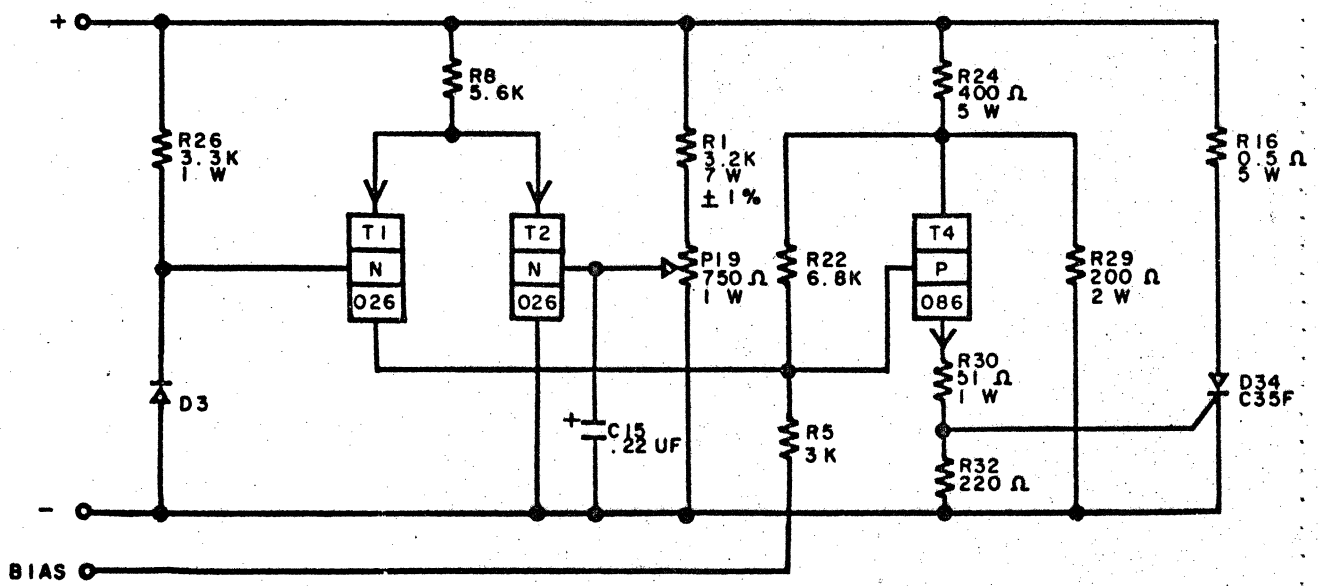 +
R8
5.6K
R24
400 Ω
5 W
R26
3.3K
1 W
R1
3.2K
7 W
± 1%
R16
0.5 Ω
5 W
T1
N
026
T2
N
026
P19
750 Ω
1 W
R22
6.8K
T4
P
086
R29
200 Ω
2 W
D3
+
C15
.22 UF
R5
3K
R30
51 Ω
1 W
D34
C35F
R32
220 Ω
-
BIAS